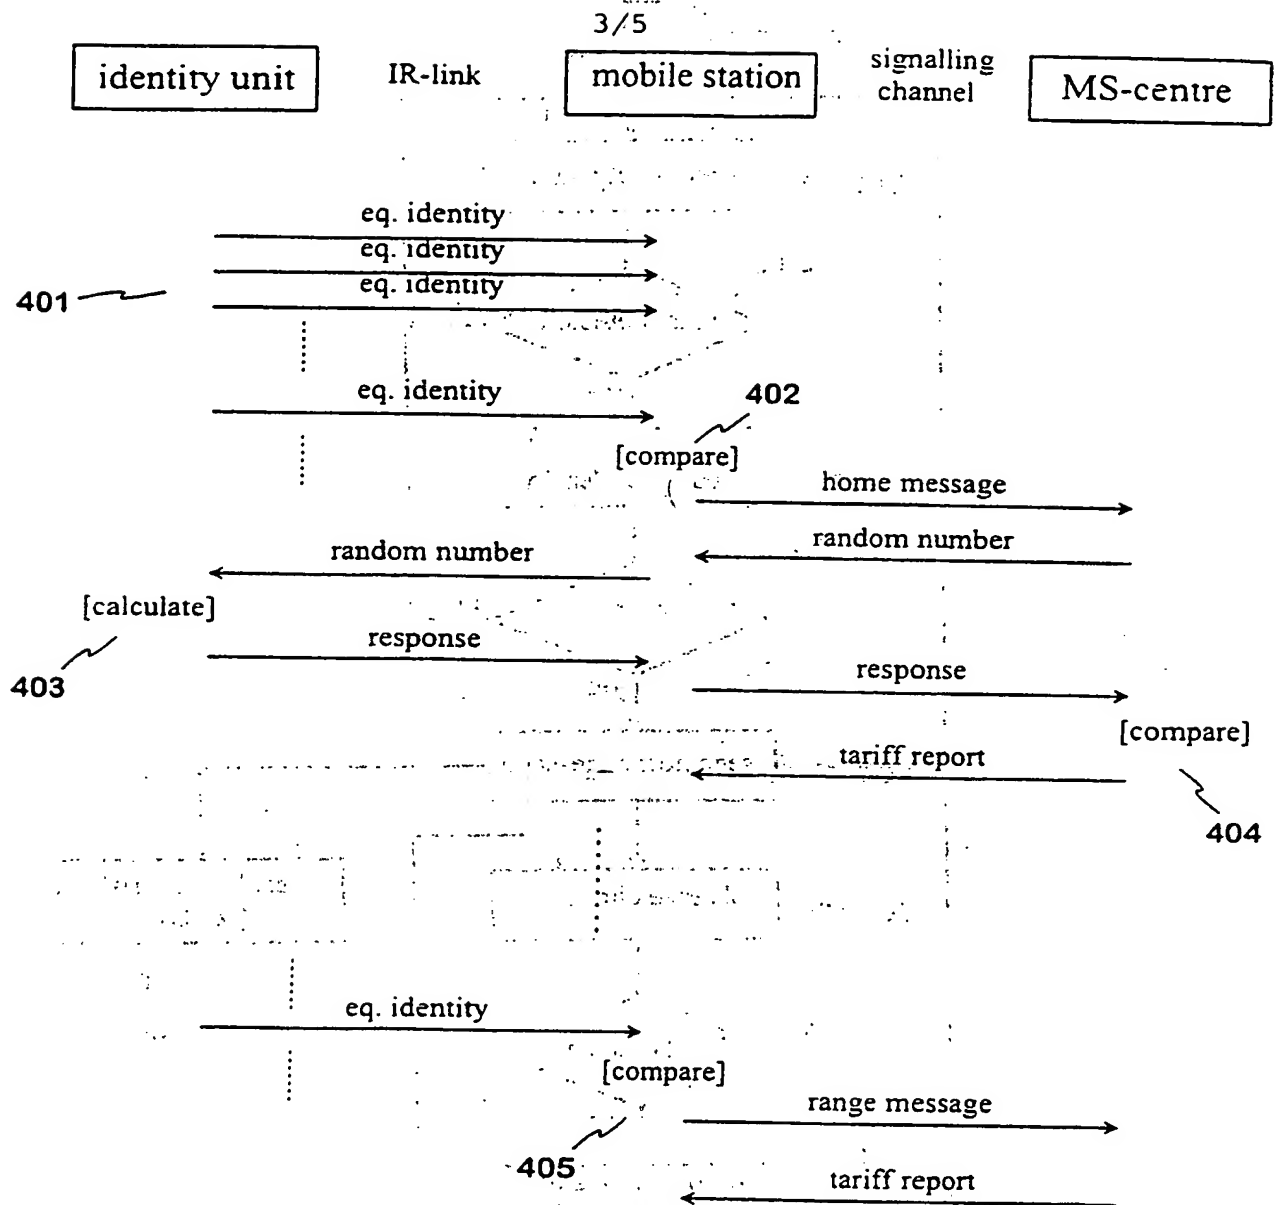 3/5
identity unit
IR-link
mobile station
signalling
channel
MS-centre
eq. identity
eq. identity
eq. identity
401
eq. identity
402
[compare]
home message
random number
random number
[calculate]
response
403
response
[compare]
tariff report
404
eq. identity
[compare]
range message
405
tariff report